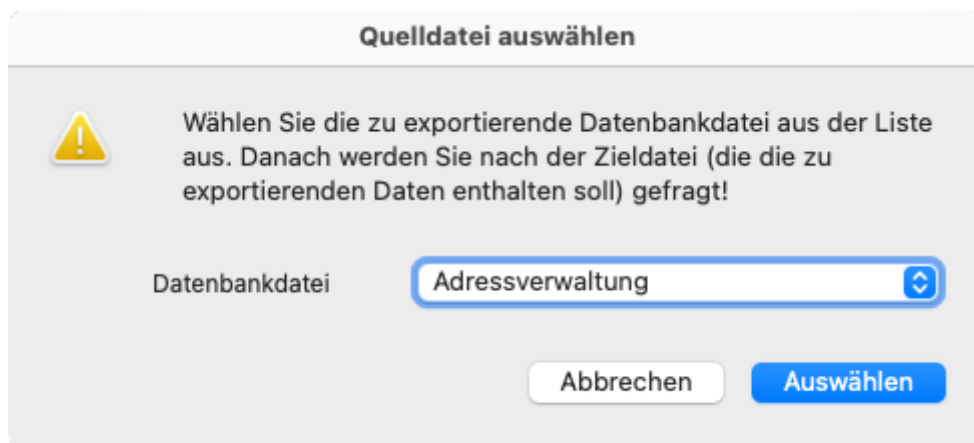 Quelldatei auswählen
Wählen Sie die zu exportierende Datenbankdatei aus der Liste
aus. Danach werden Sie nach der Zieldatei (die die zu
exportierenden Daten enthalten soll) gefragt!
Datenbankdatei Adressverwaltung
Abbrechen Auswählen